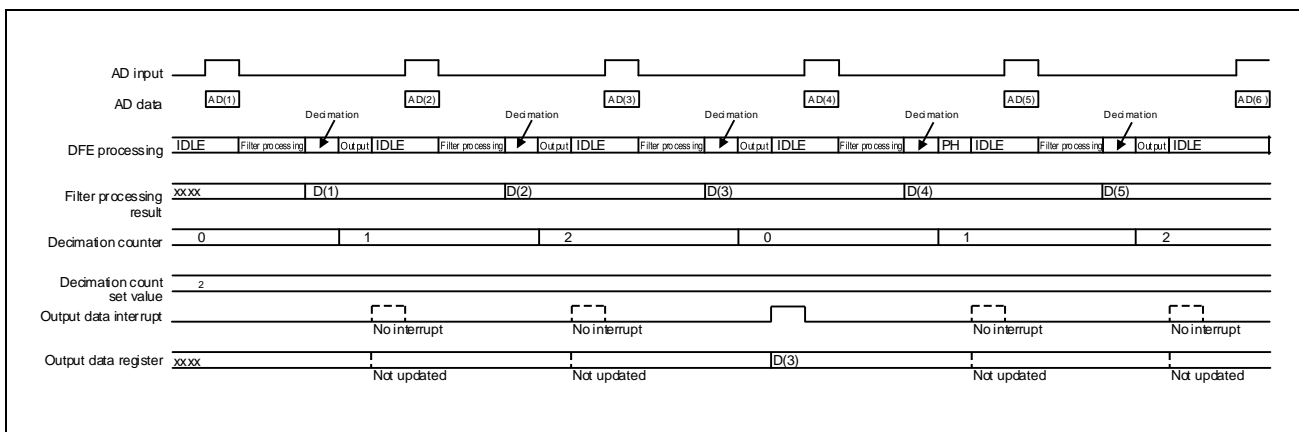 AD input
AD data
AD(1) AD(2) AD(3) AD(4) AD(5) AD(6)
Decimation Decimation Decimation Decimation Decimation
DFE processing
IDLE Filter processing Output IDLE Filter processing Output IDLE Filter processing Output IDLE Filter processing PH IDLE Filter processing Output IDLE
Filter processing
result
xxxx D(1) D(2) D(3) D(4) D(5)
Decimation counter
0 1 2 0 1 2
Decimation count
set value
2
Output data interrupt
No interrupt No interrupt No interrupt No interrupt
Output data register
xxxx D(3)
Not updated Not updated Not updated Not updated